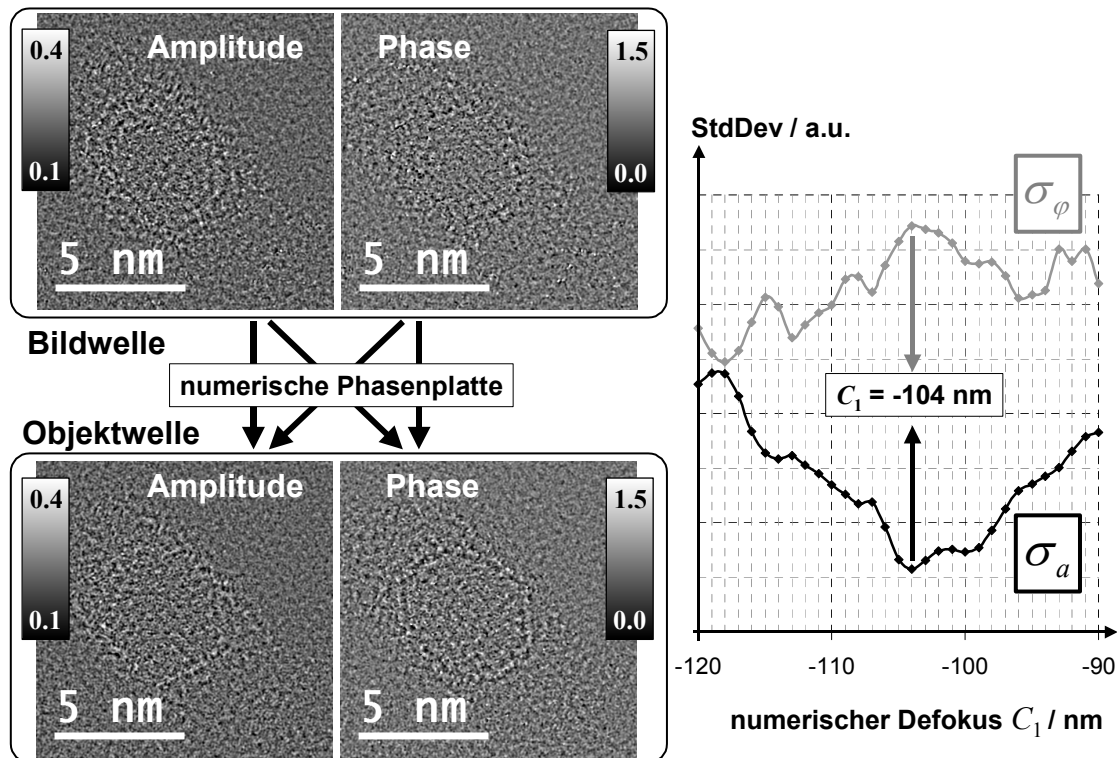 0.4
Amplitude
0.1
5 nm
Phase
1.5
0.0
5 nm
Bildwelle
numerische Phasenplatte
Objektwelle
0.4
Amplitude
0.1
5 nm
Phase
1.5
0.0
5 nm
StdDev / a.u.
σφ
C₁ = -104 nm
σa
-120
-110
-100
-90
numerischer Defokus C₁ / nm